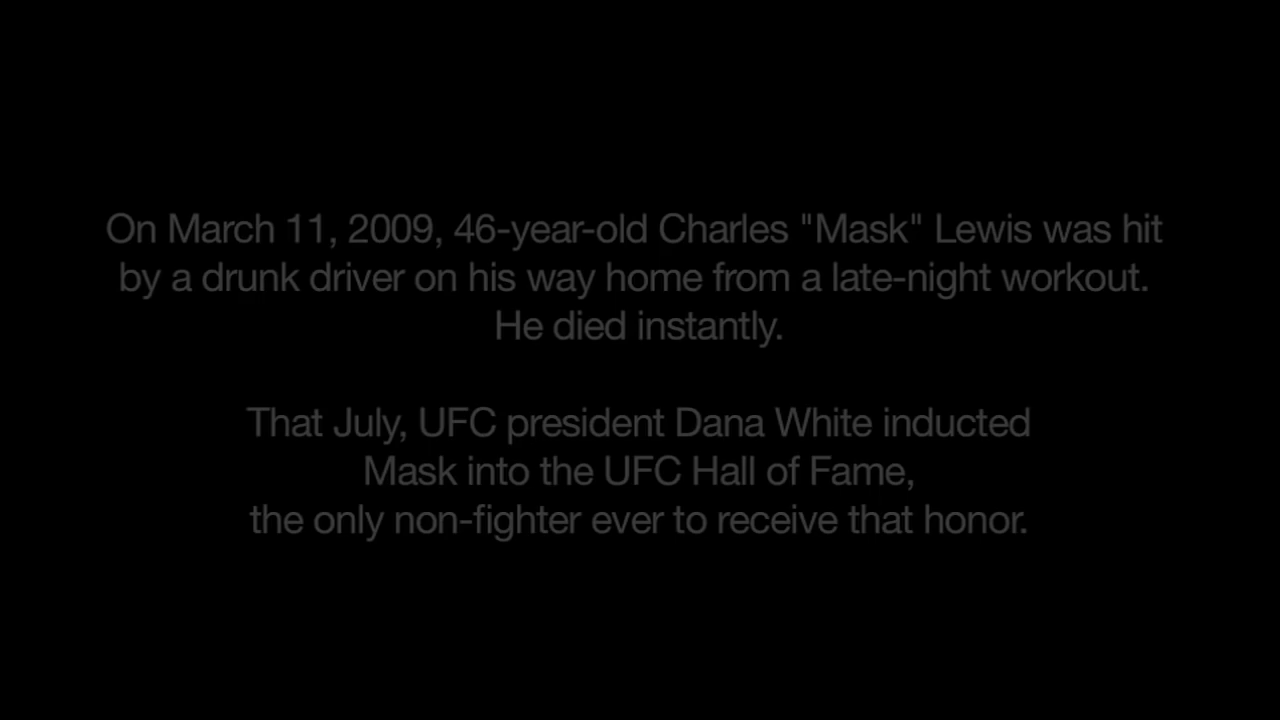 On March 11, 2009, 46-year-old Charles "Mask" Lewis was hit
by a drunk driver on his way home from a late-night workout.
He died instantly.
That July, UFC president Dana White inducted
Mask into the UFC Hall of Fame,
the only non-fighter ever to receive that honor.